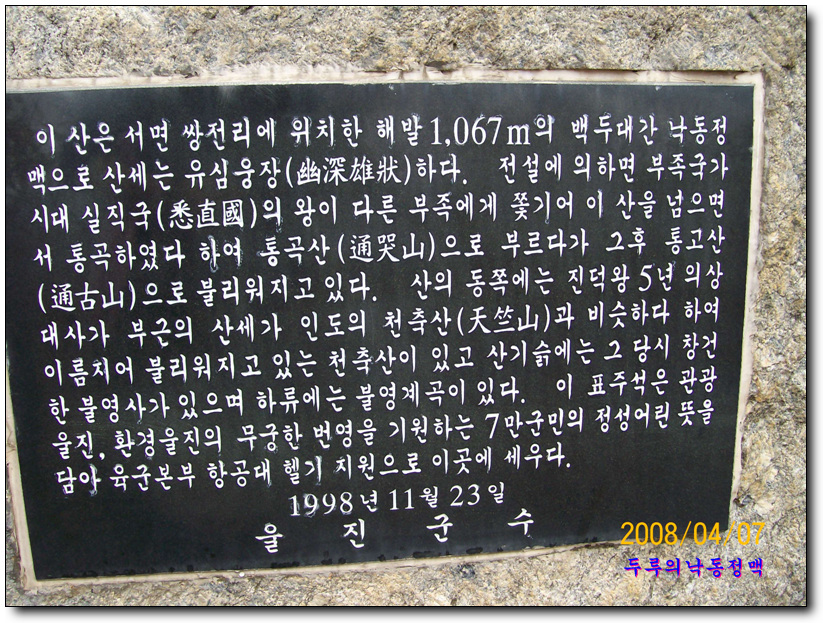 이 산은 서면 쌍전리에 위치한 해발 1,067m의 백두대간 낙동정
맥으로 산세는 유심웅장(幽深雄狀)하다. 전설에 의하면 부족국가
시대 실직국(悉直國)의 왕이 다른 부족에게 쫓기어 이 산을 넘으면
서 통곡하였다 하여 통곡산(通哭山)으로 부르다가 그후 통고산
(通古山)으로 불리워지고 있다. 산의 동쪽에는 진덕왕 5년 의상
대사가 부근의 산세가 인도의 천축산(天竺山)과 비슷하다 하여
이름지어 불리워지고 있는 천축산이 있고 산기슭에는 그 당시 창건
한 불영사가 있으며 하류에는 불영계곡이 있다. 이 표주석은 관광
울진, 환경울진의 무궁한 번영을 기원하는 7만군민의 정성어린 뜻을
담아 육군본부 항공대 헬기 지원으로 이곳에 세우다.
1998년 11월 23일
울 진 군 수
2008/04/07
두루의낙동정맥